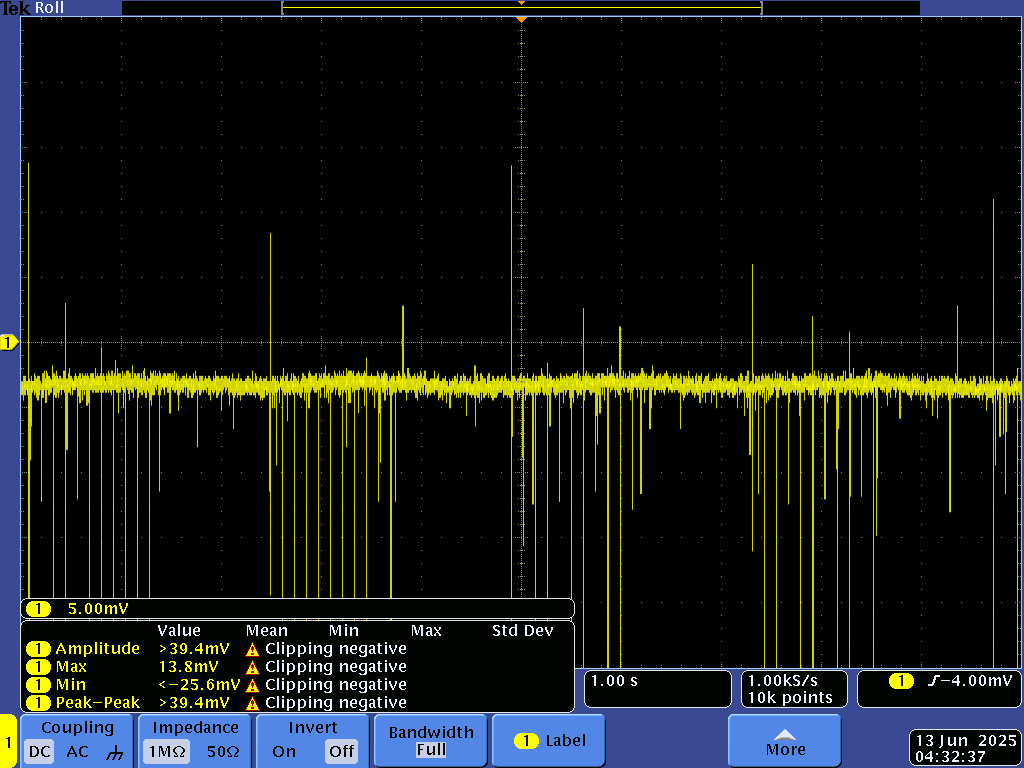 Tek Roll
1
1 5.00mV
Value Mean Min Max Std Dev
1 Amplitude >39.4mV Clipping negative
1 Max 13.8mV Clipping negative
1 Min <−25.6mV Clipping negative
1 Peak−Peak >39.4mV Clipping negative
1.00 s
1.00kS/s
10k points
1 −4.00mV
1
Coupling
DC AC
Impedance
1MΩ 50Ω
Invert
On Off
Bandwidth
Full
1 Label
More
13 Jun 2025
04:32:37